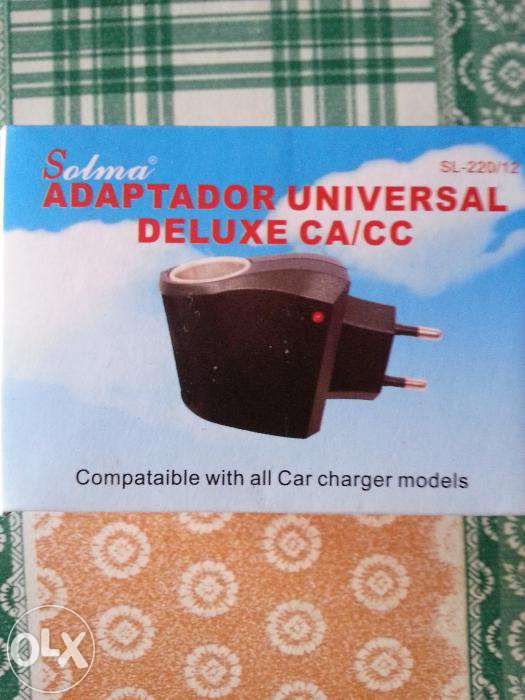 Solma®
SL-220/12
ADAPTADOR UNIVERSAL
DELUXE CA/CC
Compataible with all Car charger models
OLX